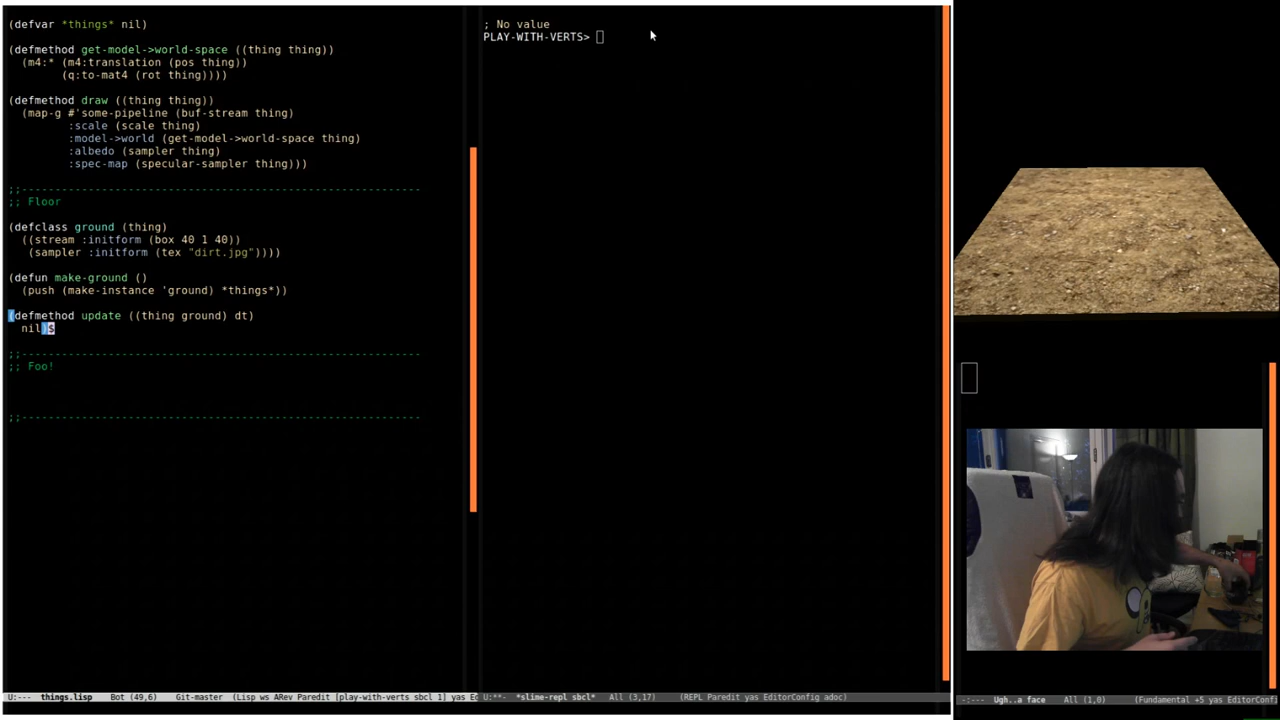 (defvar *things* nil)
(defmethod get-model->world-space ((thing thing))
  (m4:* (m4:translation (pos thing))
        (q:to-mat4 (rot thing))))
(defmethod draw ((thing thing))
  (map-g #'some-pipeline (buf-stream thing)
         :scale (scale thing)
         :model->world (get-model->world-space thing)
         :albedo (sampler thing)
         :spec-map (specular-sampler thing)))
;;------------------------------------------------------------
;; Floor
(defclass ground (thing)
  ((stream :initform (box 40 1 40))
   (sampler :initform (tex "dirt.jpg"))))
(defun make-ground ()
  (push (make-instance 'ground) *things*))
(defmethod update ((thing ground) dt)
  nil)$
;;------------------------------------------------------------
;; Foo!
;;------------------------------------------------------------
U:--- things.lisp Bot (49,6) Git-master (Lisp ws ARev Paredit [play-with-verts sbcl 1] yas Ec
; No value
PLAY-WITH-VERTS>
U:**- *slime-repl sbcl* All (3,17) (REPL Paredit yas EditorConfig adoc)
-:--- Ugh..a face All (1,0) (Fundamental +5 yas EditorConfi